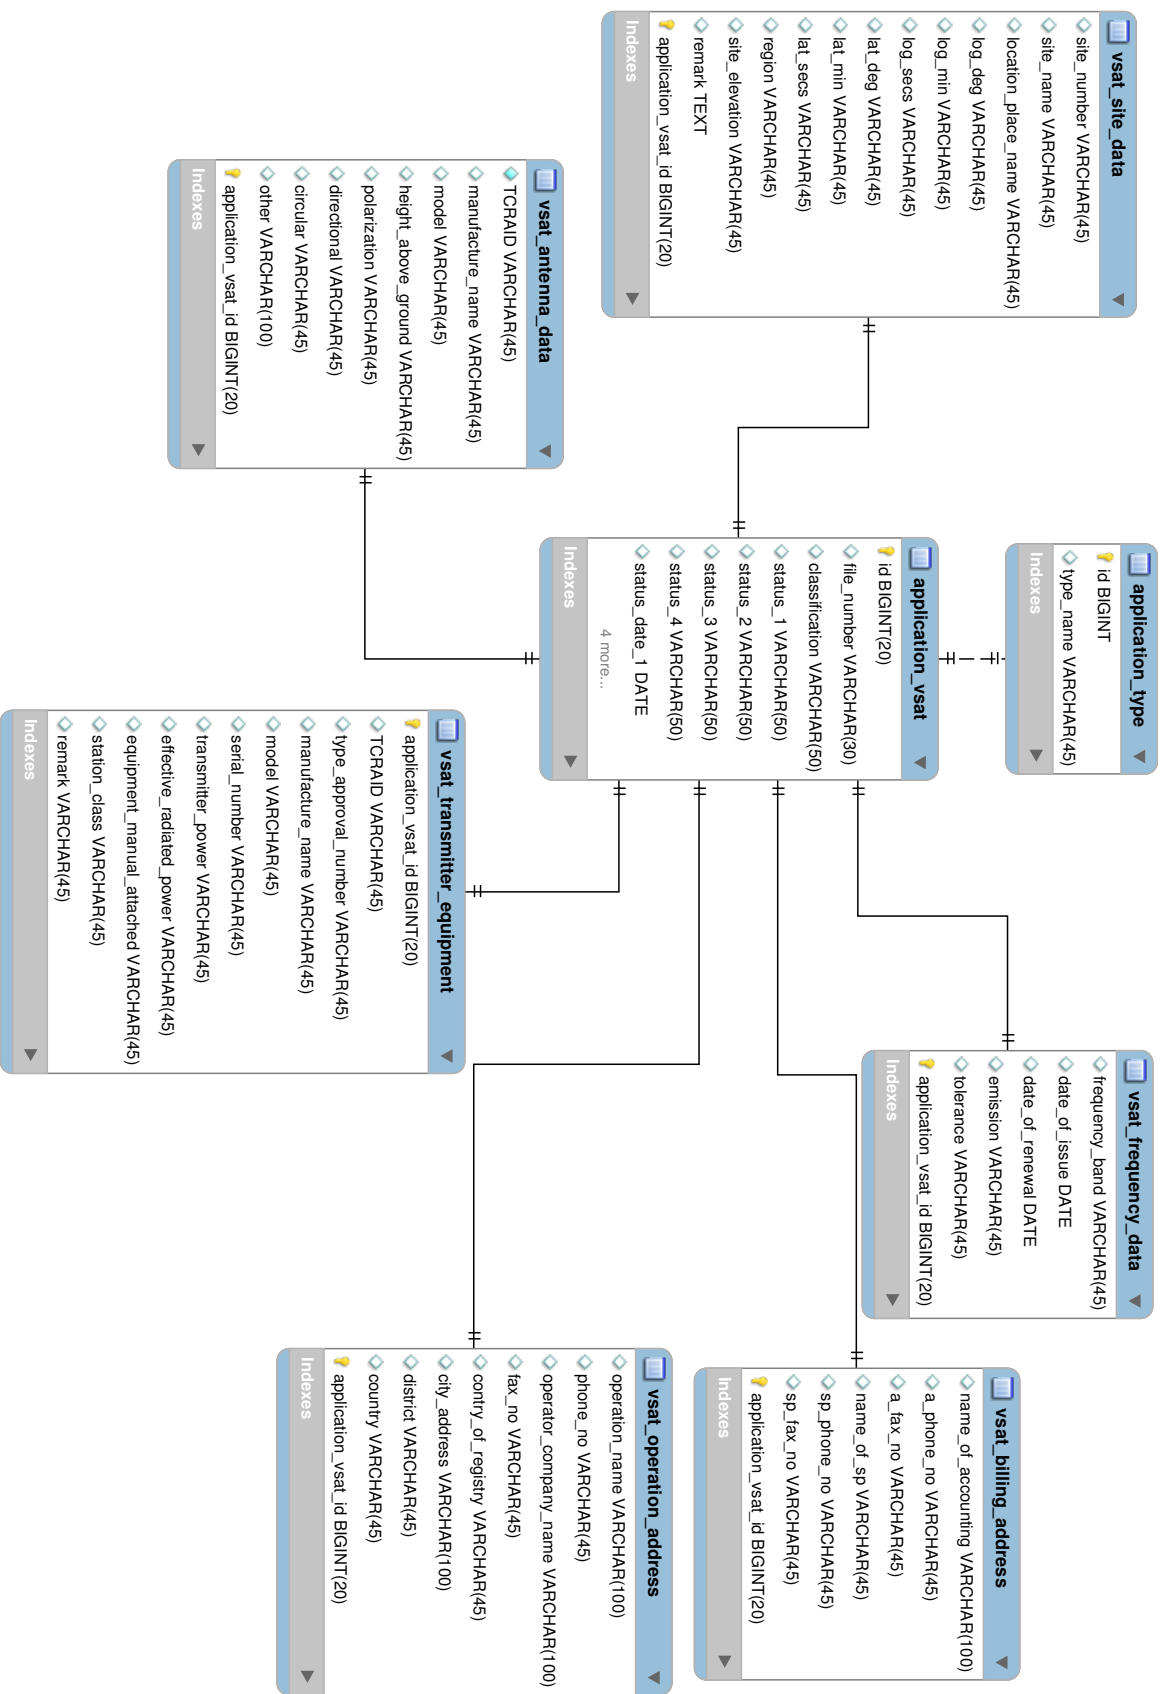 vsat_site_data
site_number VARCHAR(45)
site_name VARCHAR(45)
location_place_name VARCHAR(45)
log_deg VARCHAR(45)
log_min VARCHAR(45)
log_secs VARCHAR(45)
lat_deg VARCHAR(45)
lat_min VARCHAR(45)
lat_secs VARCHAR(45)
region VARCHAR(45)
site_elevation VARCHAR(45)
remark TEXT
application_vsat_id BIGINT(20)
Indexes
application_type
id BIGINT
type_name VARCHAR(45)
Indexes
vsat_frequency_data
frequency_band VARCHAR(45)
date_of_issue DATE
date_of_renewal DATE
emission VARCHAR(45)
tolerance VARCHAR(45)
application_vsat_id BIGINT(20)
Indexes
vsat_billing_address
name_of_accounting VARCHAR(100)
a_phone_no VARCHAR(45)
a_fax_no VARCHAR(45)
name_of_sp VARCHAR(45)
sp_phone_no VARCHAR(45)
sp_fax_no VARCHAR(45)
application_vsat_id BIGINT(20)
Indexes
application_vsat
id BIGINT(20)
file_number VARCHAR(30)
classification VARCHAR(50)
status_1 VARCHAR(50)
status_2 VARCHAR(50)
status_3 VARCHAR(50)
status_4 VARCHAR(50)
status_date_1 DATE
4 more...
Indexes
vsat_operation_address
operation_name VARCHAR(100)
phone_no VARCHAR(45)
operator_company_name VARCHAR(100)
fax_no VARCHAR(45)
contry_of_registry VARCHAR(45)
city_address VARCHAR(100)
district VARCHAR(45)
country VARCHAR(45)
application_vsat_id BIGINT(20)
Indexes
vsat_antenna_data
TCRAID VARCHAR(45)
manufacture_name VARCHAR(45)
model VARCHAR(45)
height_above_ground VARCHAR(45)
polarization VARCHAR(45)
directional VARCHAR(45)
circular VARCHAR(45)
other VARCHAR(100)
application_vsat_id BIGINT(20)
Indexes
vsat_transmitter_equipment
application_vsat_id BIGINT(20)
TCRAID VARCHAR(45)
type_approval_number VARCHAR(45)
manufacture_name VARCHAR(45)
model VARCHAR(45)
serial_number VARCHAR(45)
transmitter_power VARCHAR(45)
effective_radiated_power VARCHAR(45)
equipment_manual_attached VARCHAR(45)
station_class VARCHAR(45)
remark VARCHAR(45)
Indexes